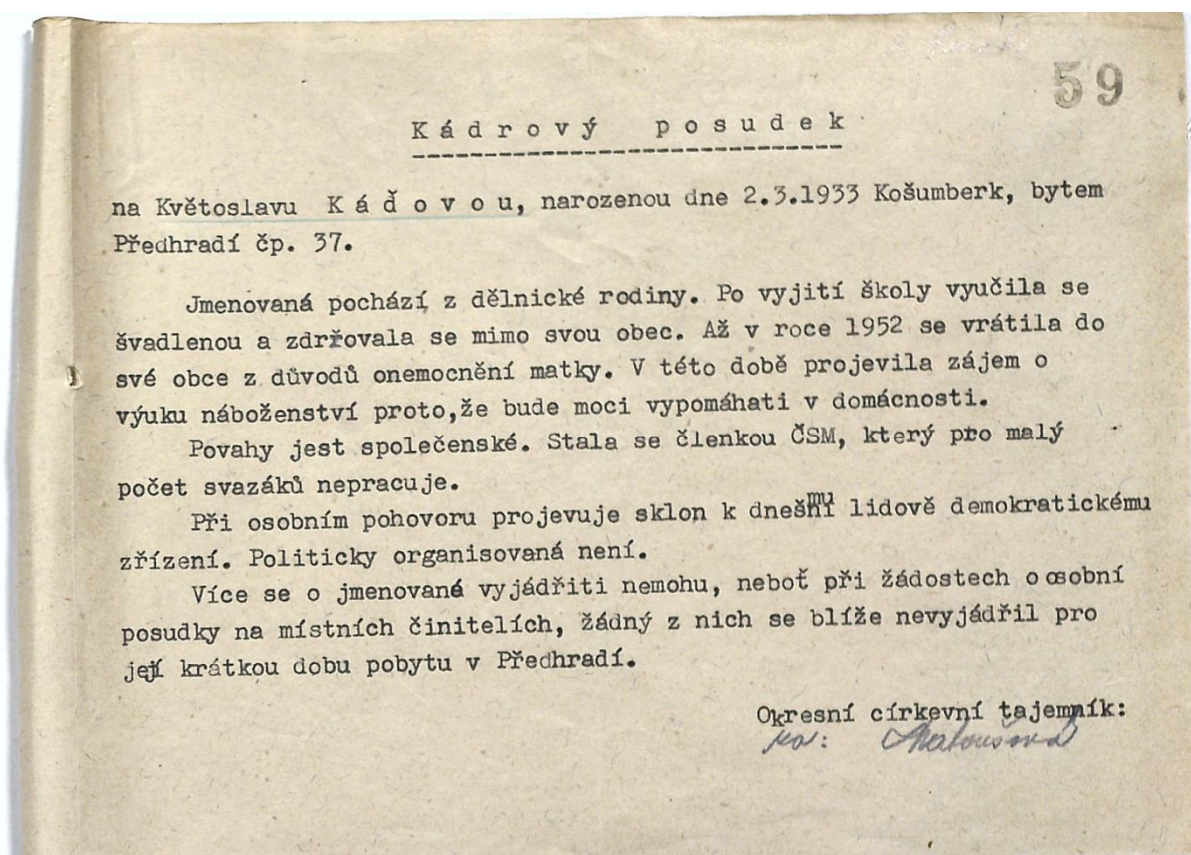 59
K á d r o v ý   p o s u d e k
na Květoslavu K á ď o v o u, narozenou dne 2.3.1933 Košumberk, bytem
Předhradí čp. 37.
Jmenovaná pochází z dělnické rodiny. Po vyjití školy vyučila se
švadlenou a zdržovala se mimo svou obec. Až v roce 1952 se vrátila do
své obce z důvodů onemocnění matky. V této době projevila zájem o
výuku náboženství proto,že bude moci vypomáhati v domácnosti.
Povahy jest společenské. Stala se členkou ČSM, který pro malý
počet svazáků nepracuje.
Při osobním pohovoru projevuje sklon k dnešmu lidově demokratickému
zřízení. Politicky organisovaná není.
Více se o jmenované vyjádřiti nemohu, neboť při žádostech o osobní
posudky na místních činitelích, žádný z nich se blíže nevyjádřil pro
její krátkou dobu pobytu v Předhradí.
Okresní církevní tajemník:
Matoušová